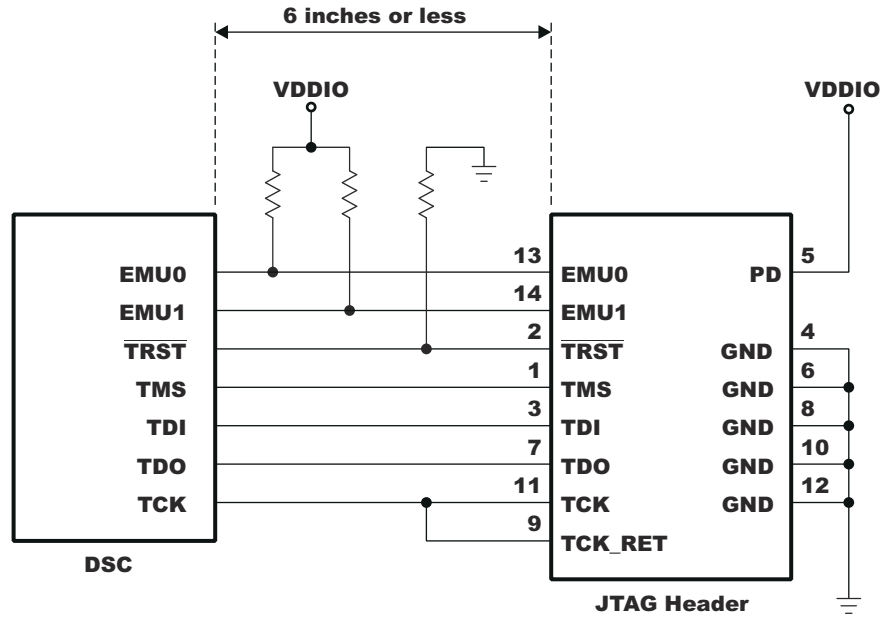 6 inches or less
VDDIO
VDDIO
EMU0
13
EMU0
PD
5
EMU1
14
EMU1
TRST
2
TRST
GND
4
TMS
1
TMS
GND
6
TDI
3
TDI
GND
8
TDO
7
TDO
GND
10
TCK
11
TCK
GND
12
9
TCK_RET
DSC
JTAG Header